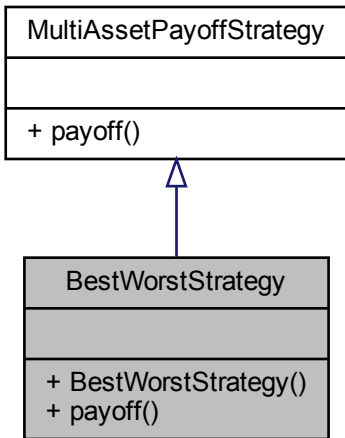 MultiAssetPayoffStrategy
+ payoff()
BestWorstStrategy
+ BestWorstStrategy()
+ payoff()